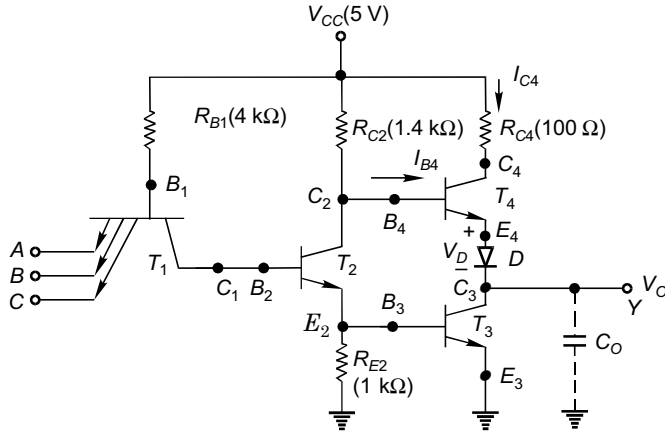 V_CC(5 V)
I_C4
R_B1(4 kΩ)
R_C2(1.4 kΩ)
R_C4(100 Ω)
I_B4
B_1
C_4
C_2
T_4
B_4
+
E_4
A
V_D
D
B
T_1
T_2
–
C
C_1
B_2
C_3
V_O
Y
B_3
T_3
E_2
C_O
R_E2
(1 kΩ)
E_3